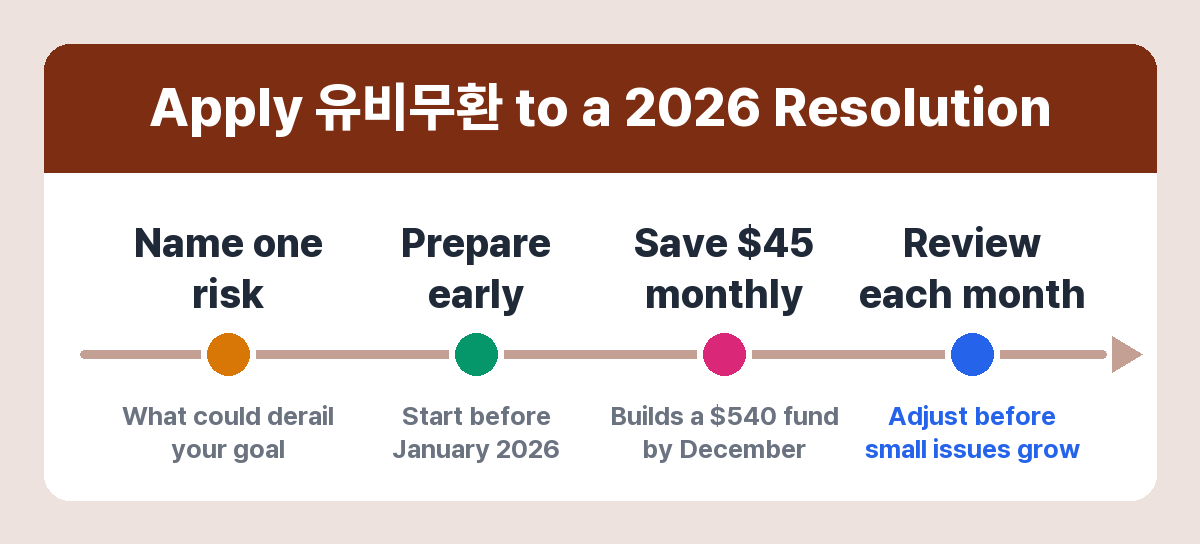 Apply 유비무환 to a 2026 Resolution
Name one
risk
What could derail
your goal
Prepare
early
Start before
January 2026
Save $45
monthly
Builds a $540 fund
by December
Review
each month
Adjust before
small issues grow